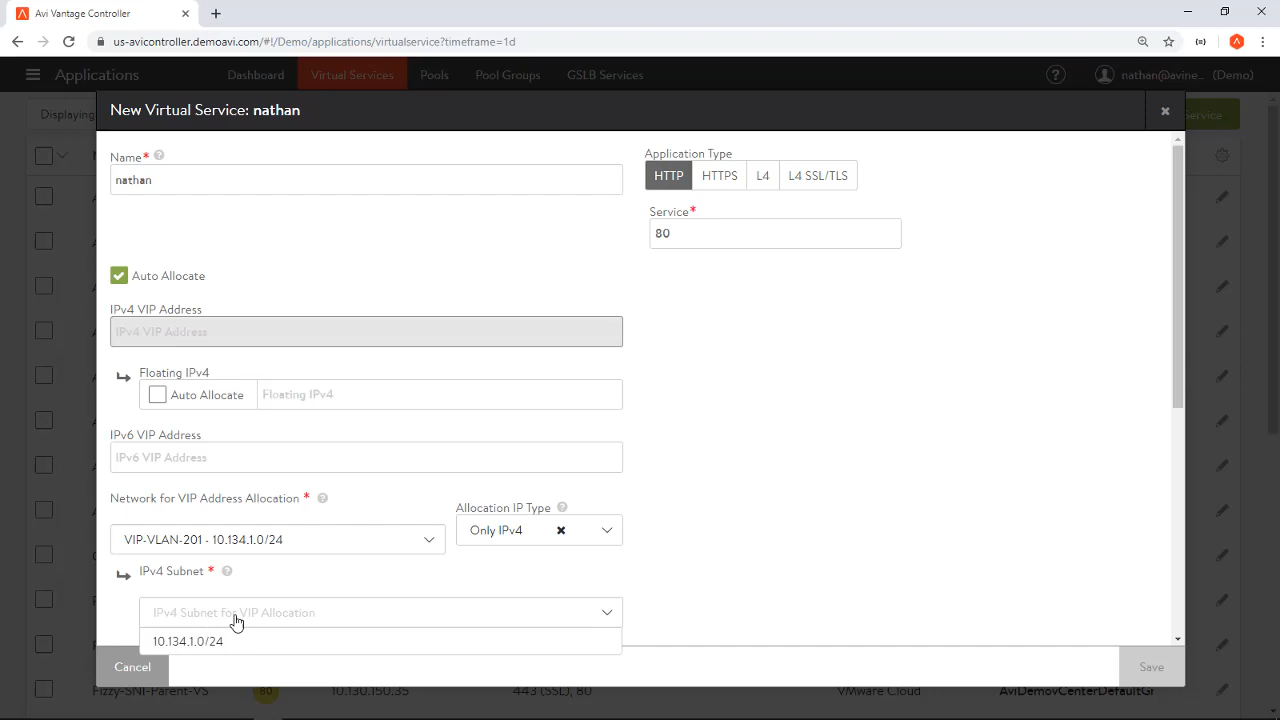 Avi Vantage Controller
us-avicontroller.demoavi.com/#!/Demo/applications/virtualservice?timeframe=1d
Applications Dashboard Virtual Services Pools Pool Groups GSLB Services nathan@avine... (Demo)
Displaying
New Virtual Service: nathan
Service
Name*
nathan
Application Type
HTTP HTTPS L4 L4 SSL/TLS
Service*
80
Auto Allocate
IPv4 VIP Address
IPv4 VIP Address
Floating IPv4
Auto Allocate Floating IPv4
IPv6 VIP Address
IPv6 VIP Address
Network for VIP Address Allocation *
Allocation IP Type
VIP-VLAN-201 - 10.134.1.0/24
Only IPv4
IPv4 Subnet *
IPv4 Subnet for VIP Allocation
10.134.1.0/24
Cancel Save
Fizzy-SNI-Parent-VS 80 10.130.150.35 443 (SSL), 80 VMware Cloud AviDemovCenterDefaultGr